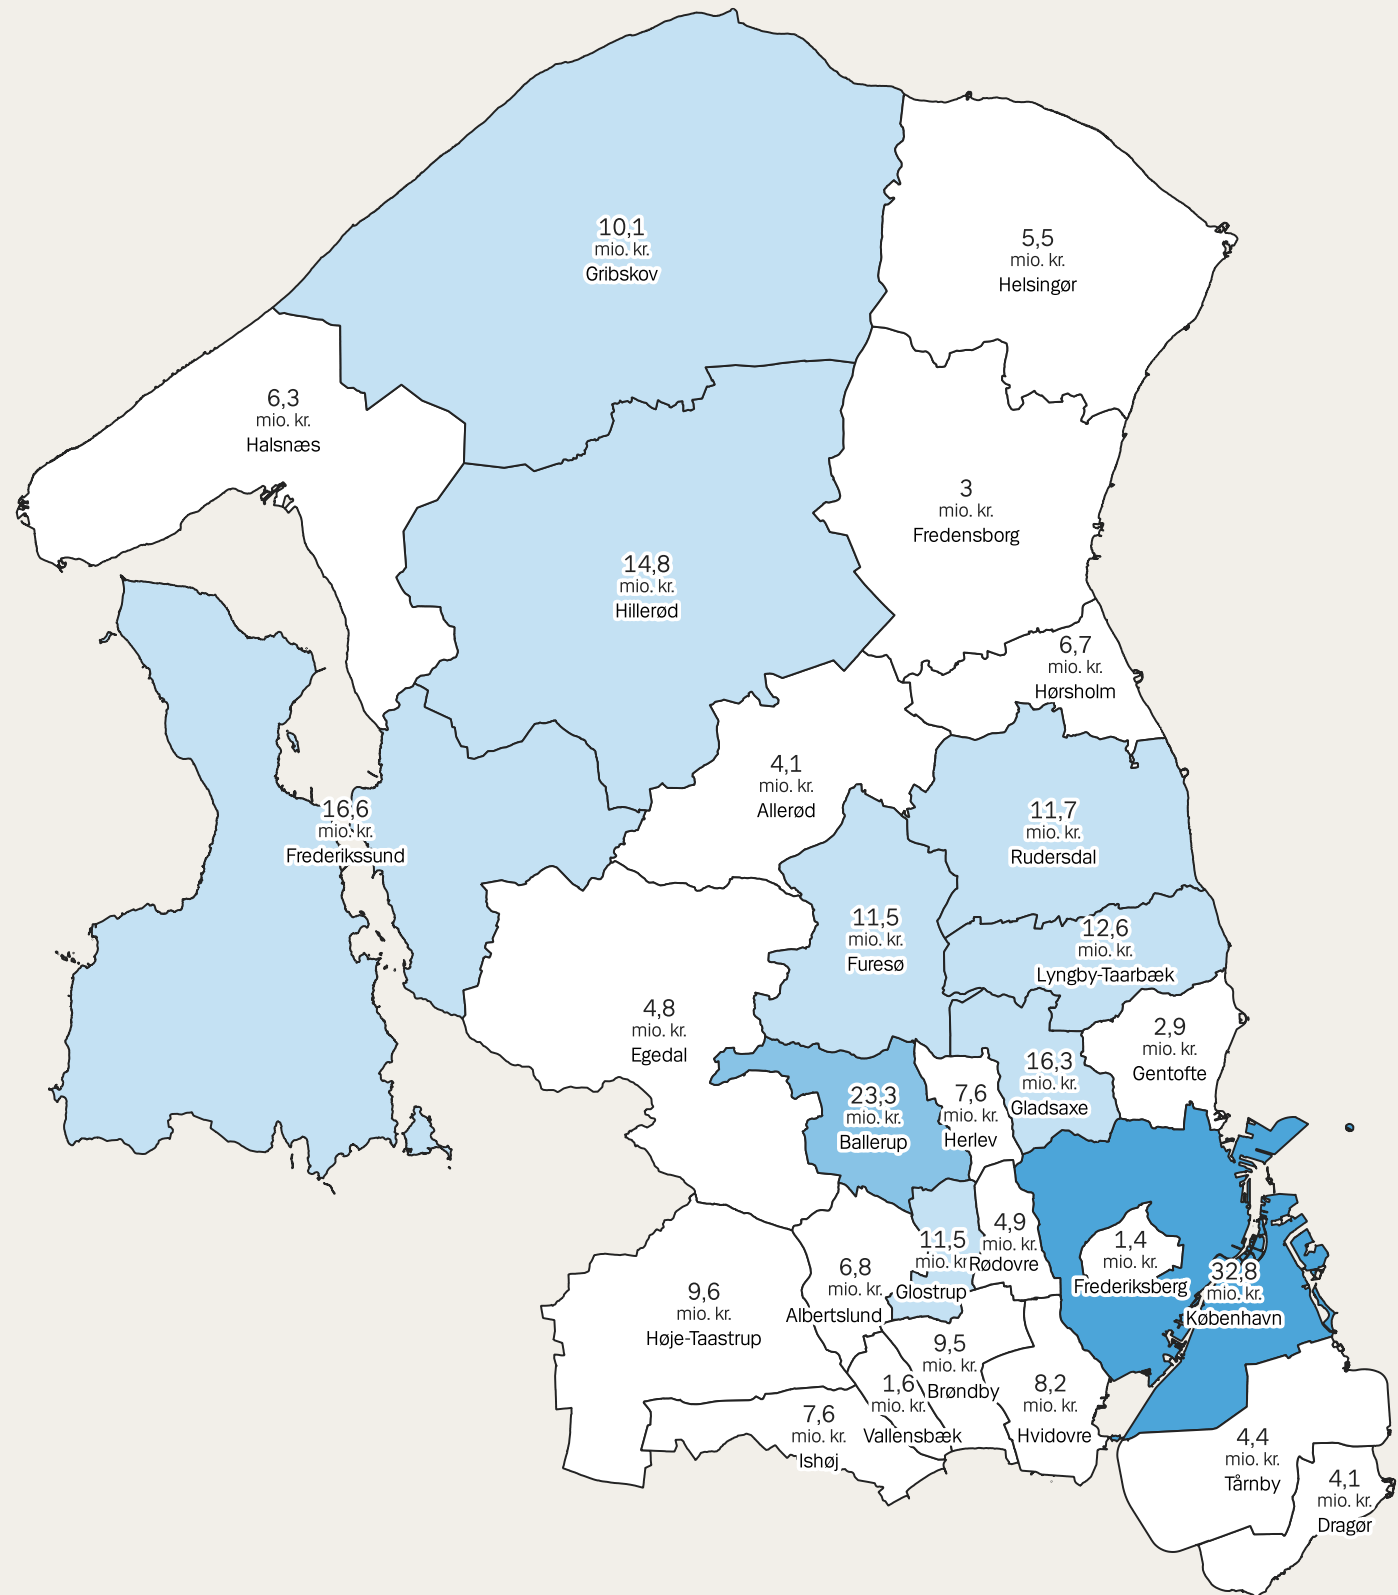 10,1
mio. kr.
Gribskov
5,5
mio. kr.
Helsingør
6,3
mio. kr.
Halsnæs
3
mio. kr.
Fredensborg
14,8
mio. kr.
Hillerød
6,7
mio. kr.
Hørsholm
4,1
mio. kr.
Allerød
16,6
mio. kr.
Frederikssund
11,7
mio. kr.
Rudersdal
11,5
mio. kr.
Furesø
12,6
mio. kr.
Lyngby-Taarbæk
4,8
mio. kr.
Egedal
2,9
mio. kr.
Gentofte
16,3
mio. kr.
Gladsaxe
23,3
mio. kr.
Ballerup
7,6
mio. kr.
Herlev
4,9
mio. kr.
Rødovre
11,5
mio. kr.
Glostrup
1,4
mio. kr.
Frederiksberg
32,8
mio. kr.
København
6,8
mio. kr.
Albertslund
9,6
mio. kr.
Høje-Taastrup
9,5
mio. kr.
Brøndby
1,6
mio. kr.
Vallensbæk
8,2
mio. kr.
Hvidovre
7,6
mio. kr.
Ishøj
4,4
mio. kr.
Tårnby
4,1
mio. kr.
Dragør